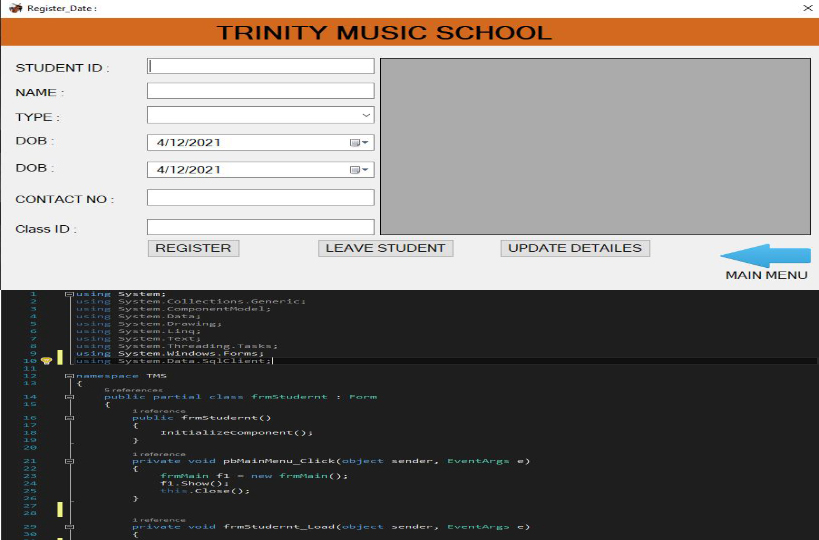 Register_Date :
TRINITY MUSIC SCHOOL
STUDENT ID :
NAME :
TYPE :
DOB : 4/12/2021
DOB : 4/12/2021
CONTACT NO :
Class ID :
REGISTER LEAVE STUDENT UPDATE DETAILES
MAIN MENU
1 using System;
2 using System.Collections.Generic;
3 using System.ComponentModel;
4 using System.Data;
5 using System.Drawing;
6 using System.Linq;
7 using System.Text;
8 using System.Threading.Tasks;
9 using System.Windows.Forms;
10 using System.Data.SqlClient;
11
12 namespace TMS
13 {
5 references
14 public partial class frmStudernt : Form
15 {
1 reference
16 public frmStudernt()
17 {
18 InitializeComponent();
19 }
20
1 reference
21 private void pbMainMenu_Click(object sender, EventArgs e)
22 {
23 frmMain f1 = new frmMain();
24 f1.Show();
25 this.Close();
26 }
27
28
1 reference
29 private void frmStudernt_Load(object sender, EventArgs e)
30 {